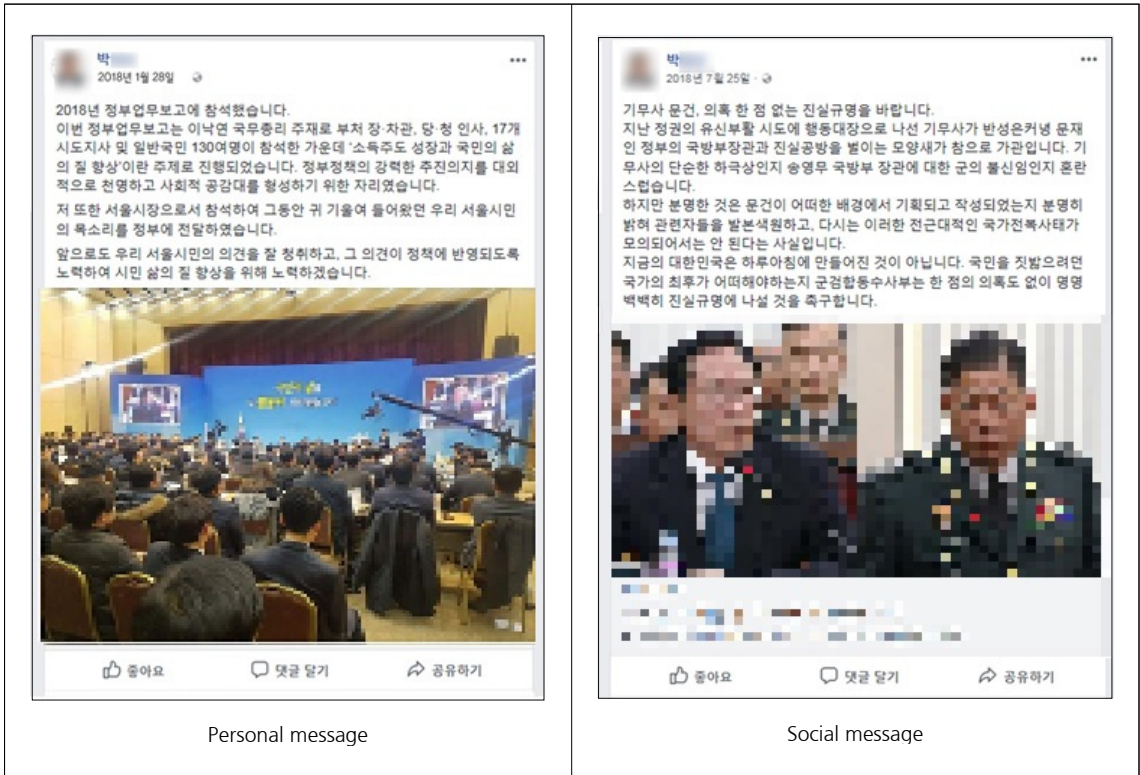 박
2018년 1월 28일
2018년 정부업무보고에 참석했습니다.
이번 정부업무보고는 이낙연 국무총리 주재로 부처 장·차관, 당·청 인사, 17개
시도지사 및 일반국민 130여명이 참석한 가운데 '소득주도 성장과 국민의 삶
의 질 향상'이란 주제로 진행되었습니다. 정부정책의 강력한 추진의지를 대외
적으로 천명하고 사회적 공감대를 형성하기 위한 자리였습니다.
저 또한 서울시장으로서 참석하여 그동안 귀 기울여 들어왔던 우리 서울시민
의 목소리를 정부에 전달하였습니다.
앞으로도 우리 서울시민의 의견을 잘 청취하고, 그 의견이 정책에 반영되도록
노력하여 시민 삶의 질 향상을 위해 노력하겠습니다.
좋아요 댓글 달기 공유하기
Personal message
박
2018년 7월 25일 ·
기무사 문건, 의혹 한 점 없는 진실규명을 바랍니다.
지난 정권의 유신부활 시도에 행동대장으로 나선 기무사가 반성은커녕 문재
인 정부의 국방부장관과 진실공방을 벌이는 모양새가 참으로 가관입니다. 기
무사의 단순한 하극상인지 송영무 국방부 장관에 대한 군의 불신임인지 혼란
스럽습니다.
하지만 분명한 것은 문건이 어떠한 배경에서 기획되고 작성되었는지 분명히
밝혀 관련자들을 발본색원하고, 다시는 이러한 전근대적인 국가전복사태가
모의되어서는 안 된다는 사실입니다.
지금의 대한민국은 하루아침에 만들어진 것이 아닙니다. 국민을 짓밟으려던
국가의 최후가 어떠해야하는지 군검합동수사부는 한 점의 의혹도 없이 명명
백백히 진실규명에 나설 것을 촉구합니다.
좋아요 댓글 달기 공유하기
Social message